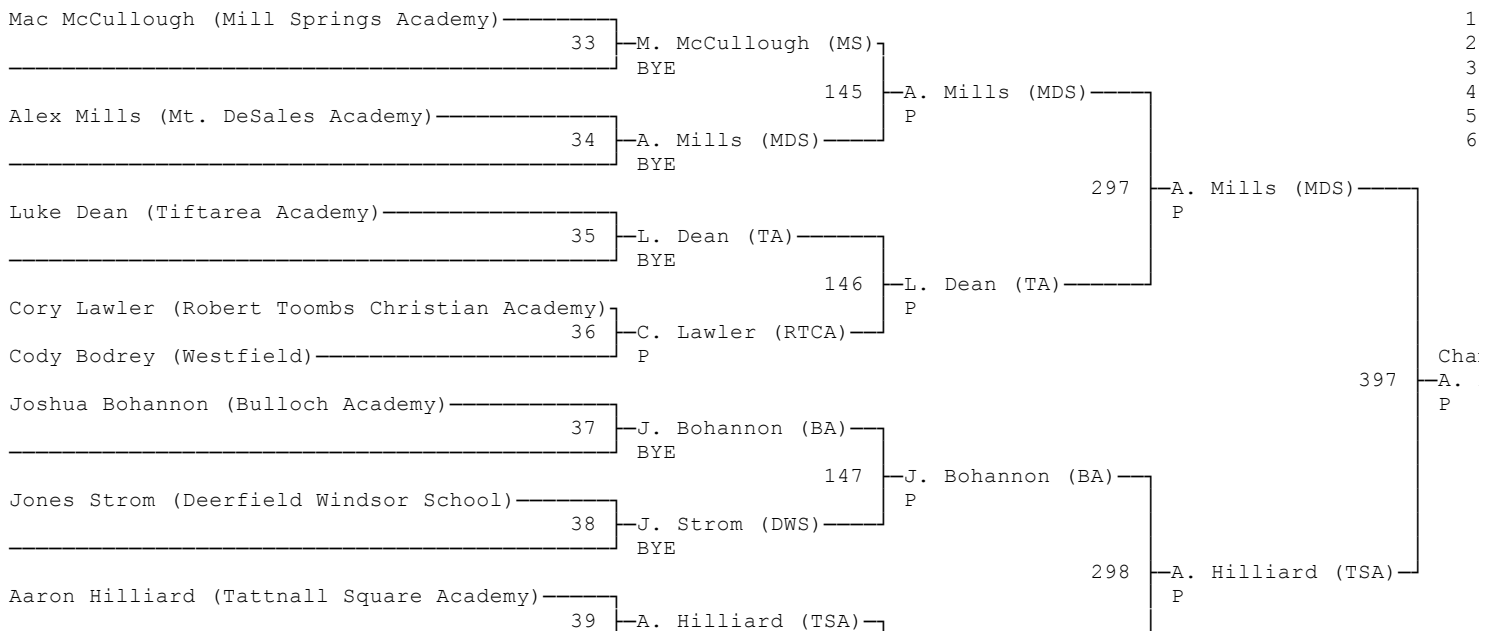 Mac McCullough (Mill Springs Academy) 1
33 M. McCullough (MS) 2
BYE 3
145 A. Mills (MDS) 4
Alex Mills (Mt. DeSales Academy) P 5
34 A. Mills (MDS) 6
BYE
297 A. Mills (MDS)
Luke Dean (Tiftarea Academy) P
35 L. Dean (TA)
BYE
146 L. Dean (TA)
Cory Lawler (Robert Toombs Christian Academy) P
36 C. Lawler (RTCA)
Cody Bodrey (Westfield) P Cha
397 A.
Joshua Bohannon (Bulloch Academy) P
37 J. Bohannon (BA)
BYE
147 J. Bohannon (BA)
Jones Strom (Deerfield Windsor School) P
38 J. Strom (DWS)
BYE
298 A. Hilliard (TSA)
Aaron Hilliard (Tattnall Square Academy) P
39 A. Hilliard (TSA)